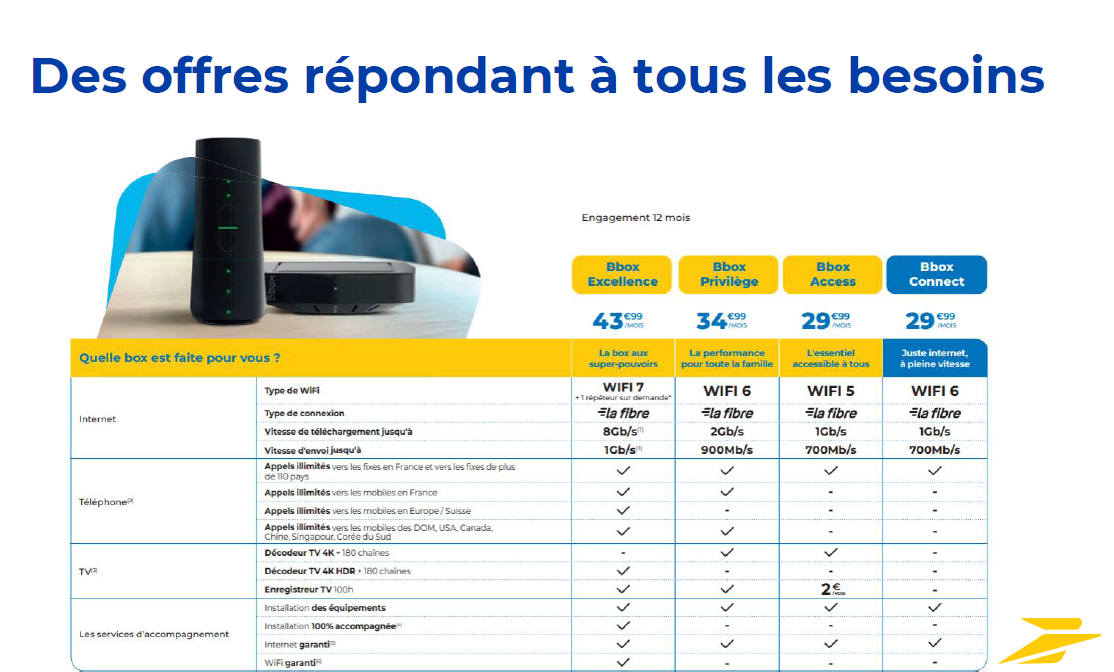 Des offres répondant à tous les besoins
Bbox
Engagement 12 mois
Bbox Excellence
Bbox Privilège
Bbox Access
Bbox Connect
43€99 /MOIS
34€99 /MOIS
29€99 /MOIS
29€99 /MOIS
Quelle box est faite pour vous ?
La box aux super-pouvoirs
La performance pour toute la famille
L'essentiel accessible à tous
Juste internet, à pleine vitesse
Internet
Type de WiFi
WIFI 7
+ 1 répéteur sur demande*
WIFI 6
WIFI 5
WIFI 6
Type de connexion
la fibre
la fibre
la fibre
la fibre
Vitesse de téléchargement jusqu'à
8Gb/s(1)
2Gb/s
1Gb/s
1Gb/s
Vitesse d'envoi jusqu'à
1Gb/s(1)
900Mb/s
700Mb/s
700Mb/s
Téléphone(2)
Appels illimités vers les fixes en France et vers les fixes de plus
de 110 pays
✓ ✓ ✓ ✓
Appels illimités vers les mobiles en France
✓ ✓ - -
Appels illimités vers les mobiles en Europe / Suisse
✓ - - -
Appels illimités vers les mobiles des DOM, USA, Canada,
Chine, Singapour, Corée du Sud
✓ ✓ - -
TV(3)
Décodeur TV 4K + 180 chaînes
- ✓ ✓ -
Décodeur TV 4K HDR + 180 chaînes
✓ - - -
Enregistreur TV 100h
✓ ✓ 2€ /MOIS -
Les services d'accompagnement
Installation des équipements
✓ ✓ ✓ ✓
Installation 100% accompagnée(4)
✓ - - -
Internet garanti(5)
✓ ✓ ✓ ✓
WiFi garanti(6)
✓ - - -